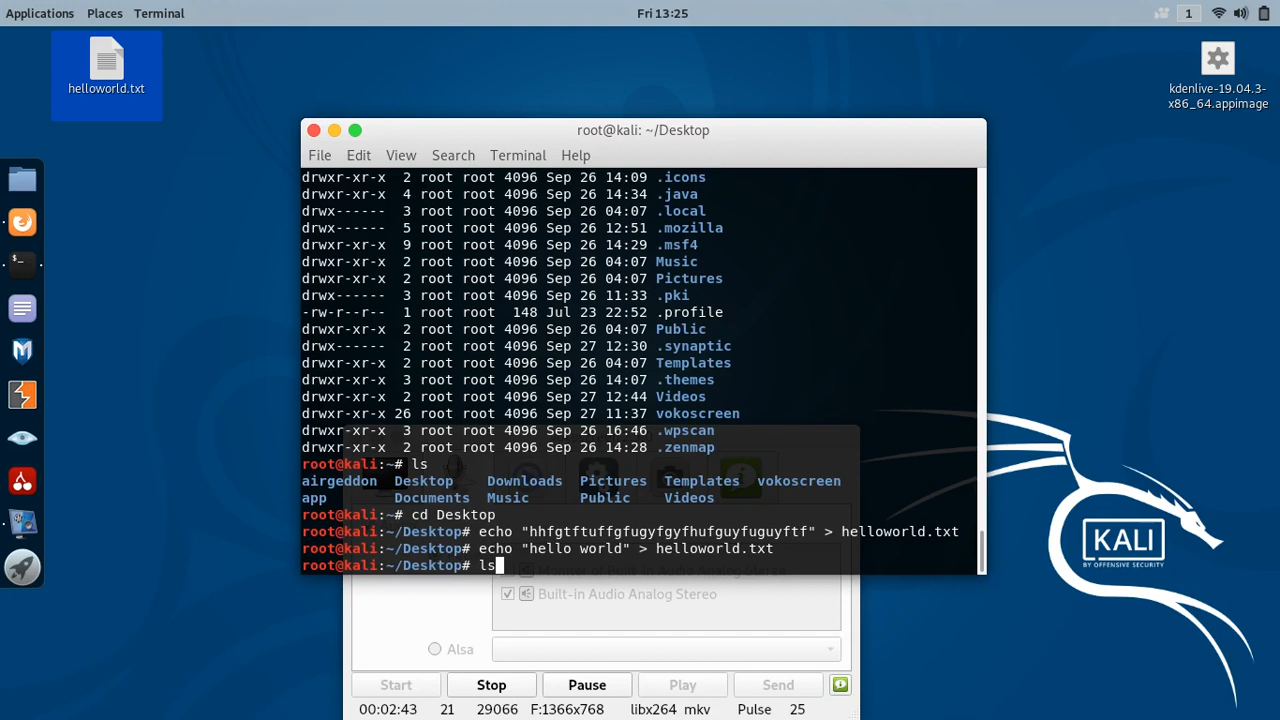 Applications Places Terminal Fri 13:25 1
helloworld.txt
kdenlive-19.04.3-
x86_64.appimage
root@kali: ~/Desktop
File Edit View Search Terminal Help
drwxr-xr-x 2 root root 4096 Sep 26 14:09 .icons
drwxr-xr-x 4 root root 4096 Sep 26 14:34 .java
drwx------ 3 root root 4096 Sep 26 04:07 .local
drwx------ 5 root root 4096 Sep 26 12:51 .mozilla
drwxr-xr-x 9 root root 4096 Sep 26 14:29 .msf4
drwxr-xr-x 2 root root 4096 Sep 26 04:07 Music
drwxr-xr-x 2 root root 4096 Sep 26 04:07 Pictures
drwx------ 3 root root 4096 Sep 26 11:33 .pki
-rw-r--r-- 1 root root 148 Jul 23 22:52 .profile
drwxr-xr-x 2 root root 4096 Sep 26 04:07 Public
drwx------ 2 root root 4096 Sep 27 12:30 .synaptic
drwxr-xr-x 2 root root 4096 Sep 26 04:07 Templates
drwxr-xr-x 3 root root 4096 Sep 26 14:07 .themes
drwxr-xr-x 2 root root 4096 Sep 27 12:44 Videos
drwxr-xr-x 26 root root 4096 Sep 27 11:37 vokoscreen
drwxr-xr-x 3 root root 4096 Sep 26 16:46 .wpscan
drwxr-xr-x 2 root root 4096 Sep 26 14:28 .zenmap
root@kali:~# ls
airgeddon Desktop Downloads Pictures Templates vokoscreen
app Documents Music Public Videos
root@kali:~# cd Desktop
root@kali:~/Desktop# echo "hhfgtftuffgfugyfgyfhufguyfuguyftf" > helloworld.txt
root@kali:~/Desktop# echo "hello world" > helloworld.txt
root@kali:~/Desktop# ls
Monitor of Built-in Audio Analog Stereo
Built-in Audio Analog Stereo
Alsa
Start Stop Pause Play Send
00:02:43 21 29066 F:1366x768 libx264 mkv Pulse 25
KALI
BY OFFENSIVE SECURITY